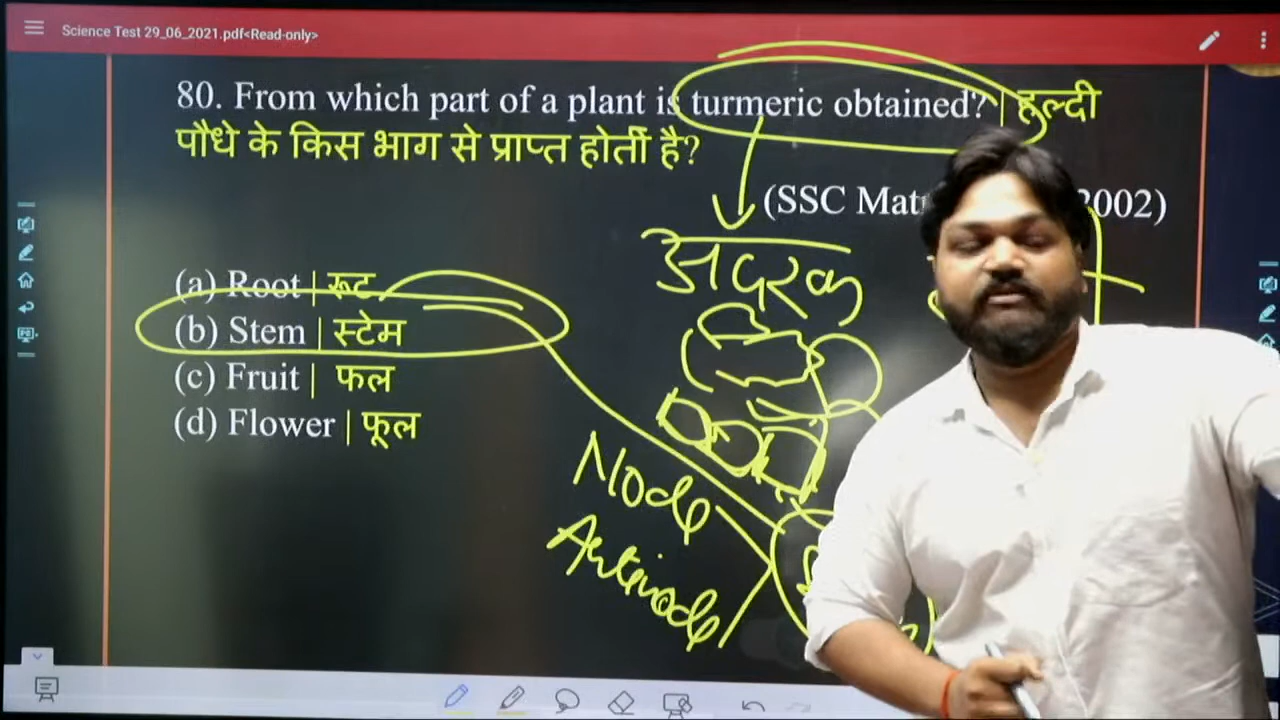 Science Test 29_06_2021.pdf<Read-only>
80. From which part of a plant is turmeric obtained? | हल्दी
पौधे के किस भाग से प्राप्त होती है?
(SSC Mat 2002)
अदरक
(a) Root | रूट
(b) Stem | स्टेम
(c) Fruit | फल
(d) Flower | फूल
Node
Antinode